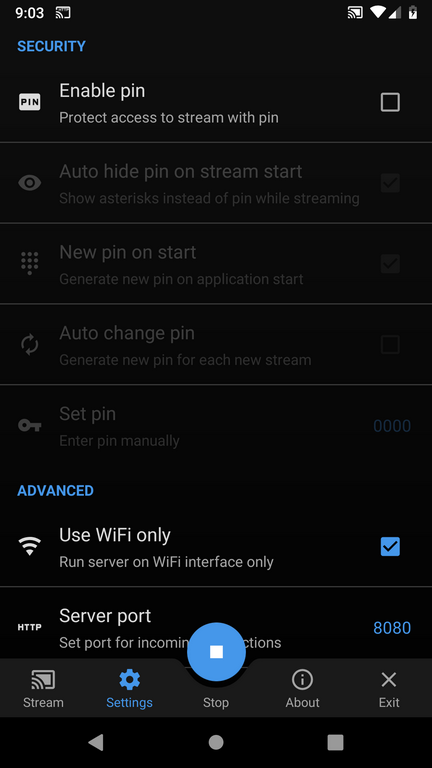 9:03
SECURITY
PIN
Enable pin
Protect access to stream with pin
Auto hide pin on stream start
Show asterisks instead of pin while streaming
New pin on start
Generate new pin on application start
Auto change pin
Generate new pin for each new stream
Set pin
Enter pin manually
0000
ADVANCED
Use WiFi only
Run server on WiFi interface only
HTTP
Server port
Set port for incomin ctions
8080
Stream Settings Stop About Exit